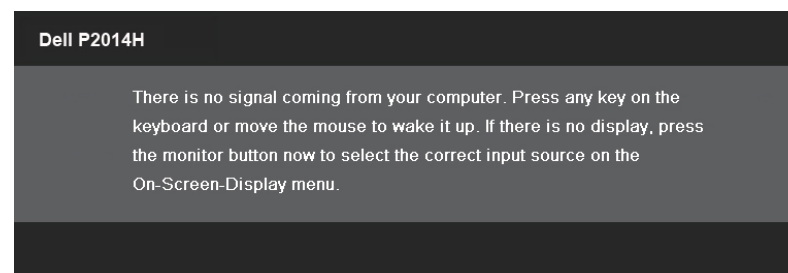 Dell P2014H
There is no signal coming from your computer. Press any key on the
keyboard or move the mouse to wake it up. If there is no display, press
the monitor button now to select the correct input source on the
On-Screen-Display menu.